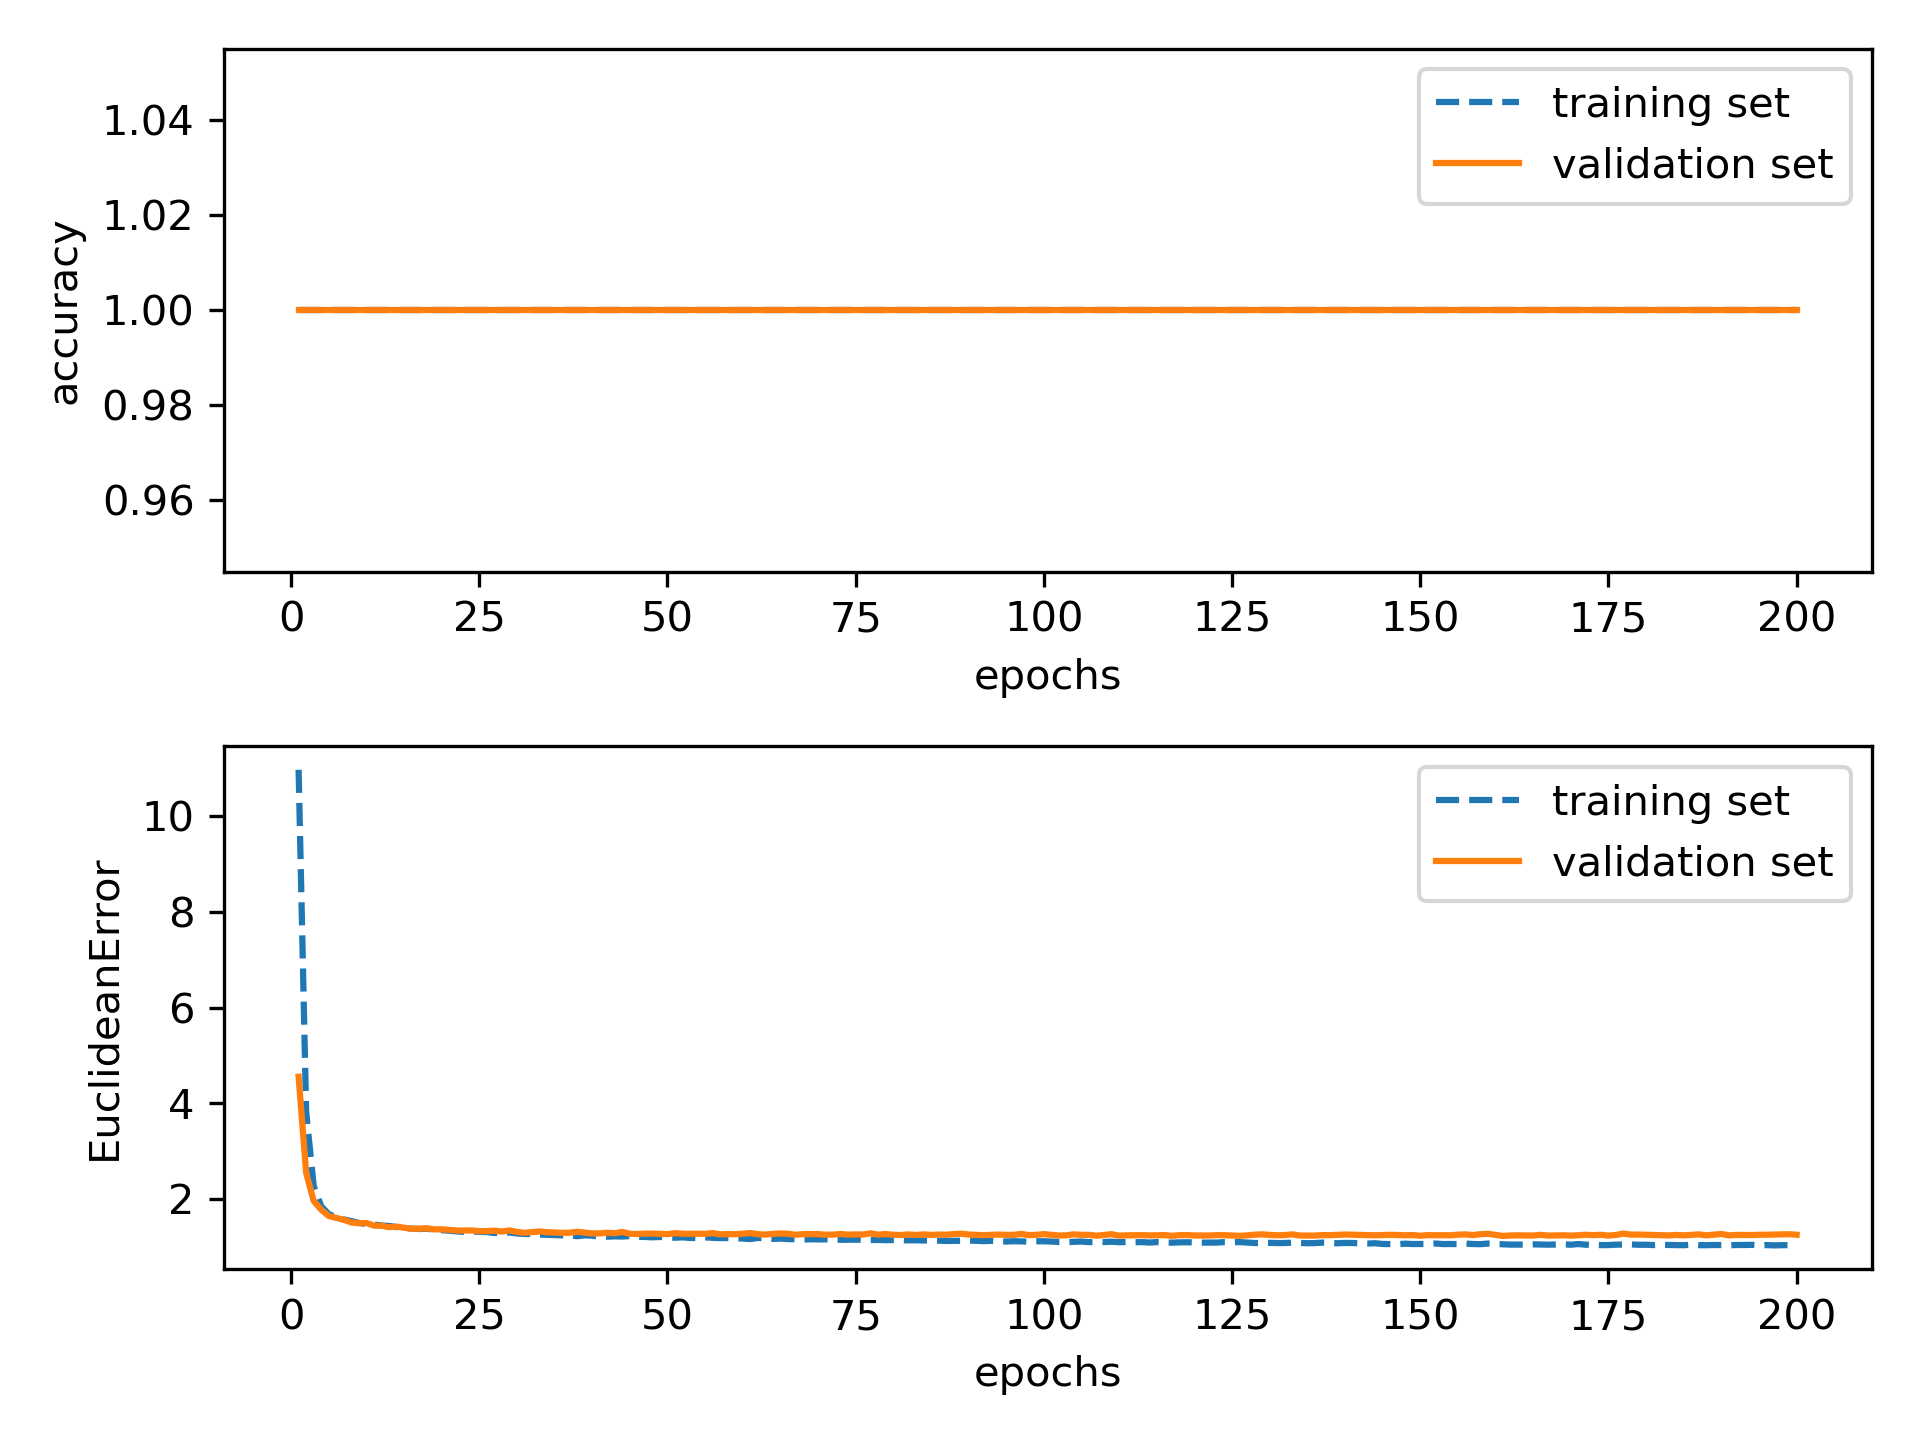 training set
validation set
1.04
1.02
1.00
0.98
0.96
accuracy
0 25 50 75 100 125 150 175 200
epochs
training set
validation set
10
8
6
4
2
EuclideanError
0 25 50 75 100 125 150 175 200
epochs